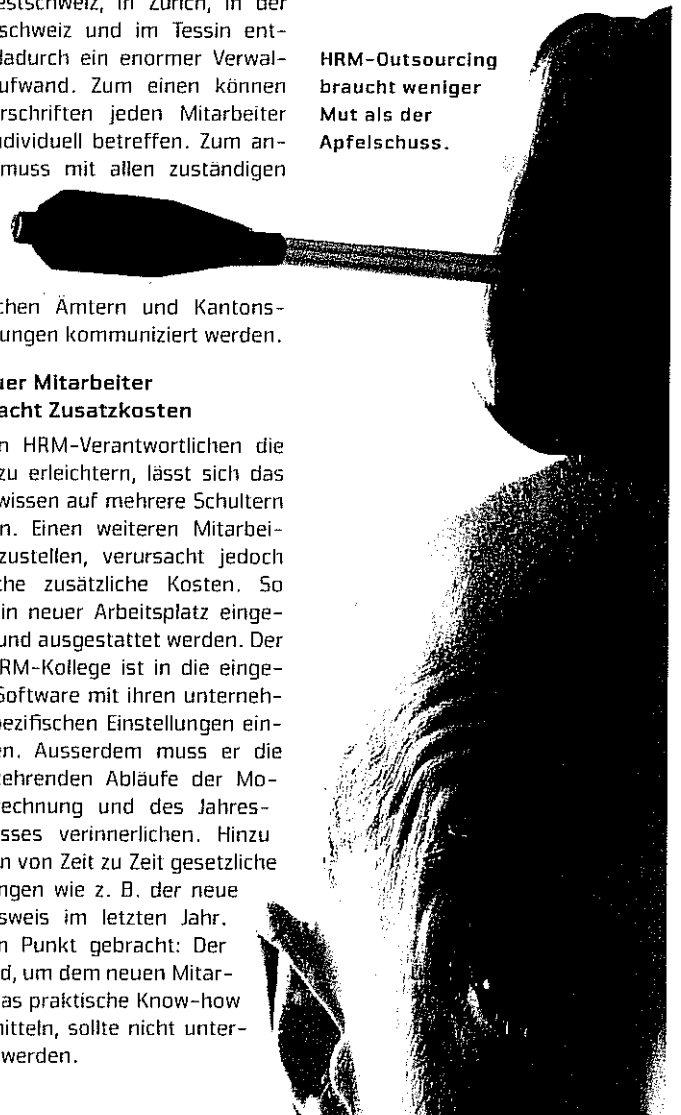 estschweiz, in Zürich, in der
schweiz und im Tessin ent-
dadurch ein enormer Verwal-
ufwand. Zum einen können
rschriften jeden Mitarbeiter
dividuell betreffen. Zum an-
muss mit allen zuständigen
chen Ämtern und Kantons-
ungen kommuniziert werden.
uer Mitarbeiter
acht Zusatzkosten
n HRM-Verantwortlichen die
zu erleichtern, lässt sich das
wissen auf mehrere Schultern
n. Einen weiteren Mitarbei-
zustellen, verursacht jedoch
che zusätzliche Kosten. So
in neuer Arbeitsplatz einge-
und ausgestattet werden. Der
RM-Kollege ist in die einge-
Software mit ihren unterneh-
pezifischen Einstellungen ein-
en. Ausserdem muss er die
kehrenden Abläufe der Mo-
rechnung und des Jahres-
sses verinnerlichen. Hinzu
n von Zeit zu Zeit gesetzliche
ngen wie z. B. der neue
sweis im letzten Jahr.
n Punkt gebracht: Der
d, um dem neuen Mitar-
as praktische Know-how
mitteln, sollte nicht unter-
werden.
HRM-Outsourcing
braucht weniger
Mut als der
Apfelschuss.